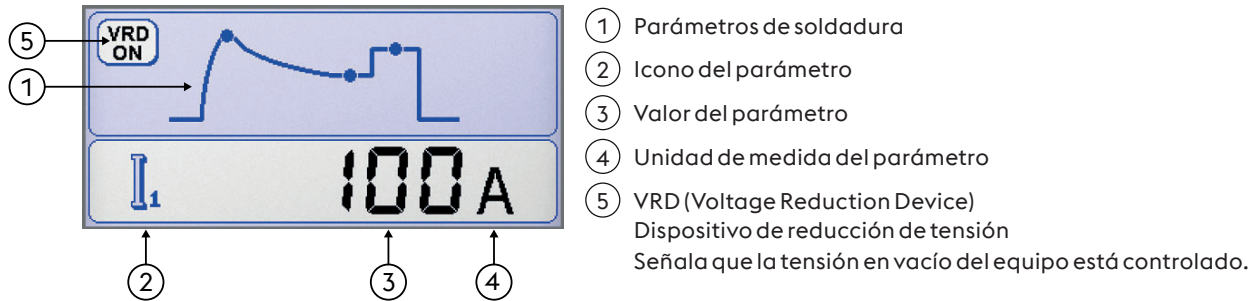 5 VRD ON
1
I1 100 A
2 3 4
1 Parámetros de soldadura
2 Icono del parámetro
3 Valor del parámetro
4 Unidad de medida del parámetro
5 VRD (Voltage Reduction Device)
Dispositivo de reducción de tensión
Señala que la tensión en vacío del equipo está controlado.